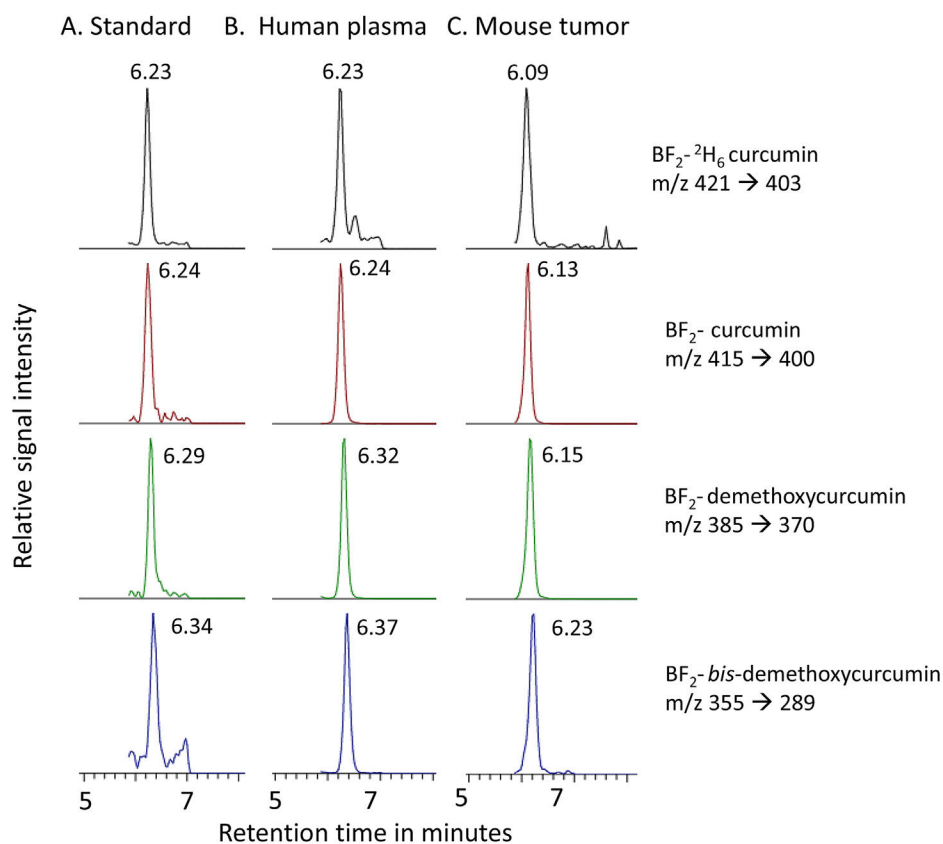 A. Standard B. Human plasma C. Mouse tumor
6.23 6.23 6.09
BF₂-²H₆ curcumin
m/z 421 → 403
6.24 6.24 6.13
BF₂- curcumin
m/z 415 → 400
6.29 6.32 6.15
BF₂- demethoxycurcumin
m/z 385 → 370
6.34 6.37 6.23
BF₂- bis-demethoxycurcumin
m/z 355 → 289
Relative signal intensity
5 7 5 7 5 7
Retention time in minutes